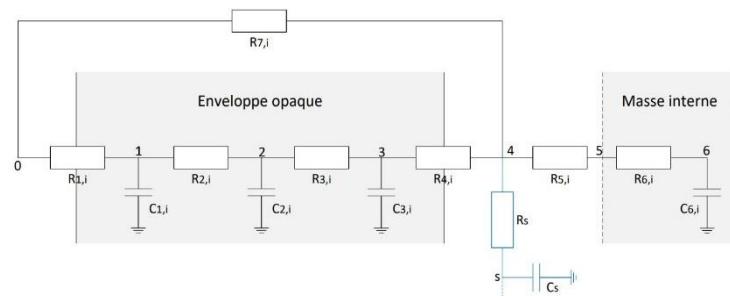 R7,i
Enveloppe opaque
Masse interne
0
1
2
3
4
5
6
R1,i
R2,i
R3,i
R4,i
R5,i
R6,i
C1,i
C2,i
C3,i
C6,i
Rs
s
Cs